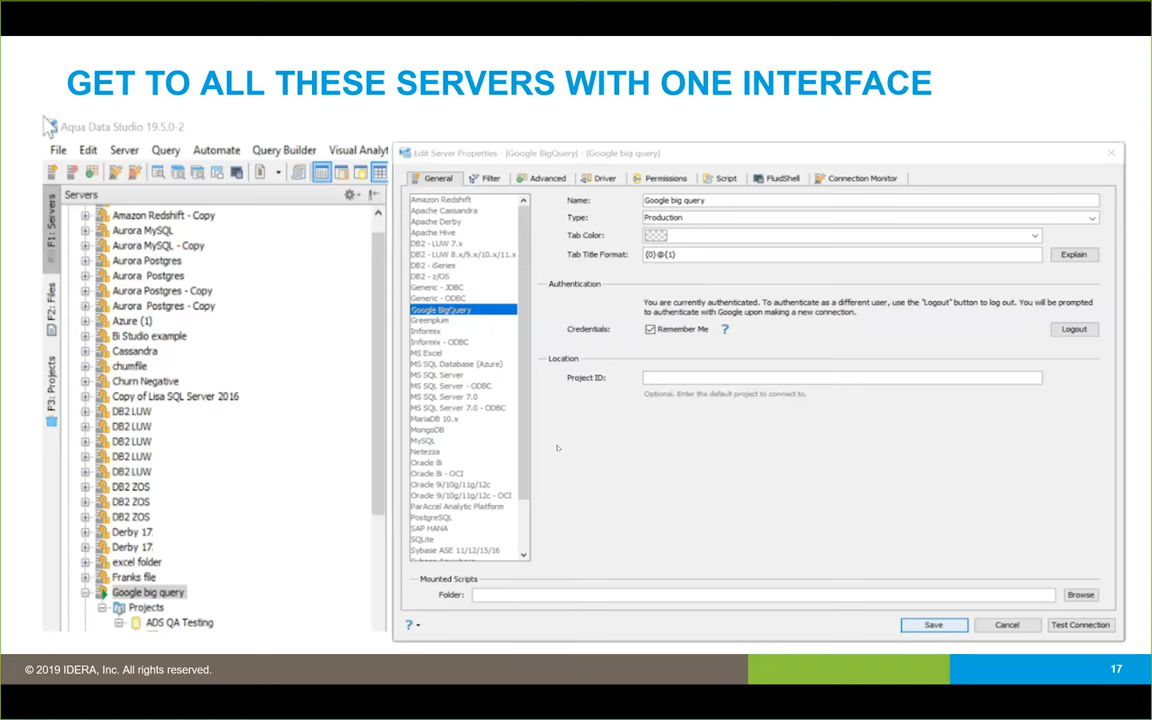 GET TO ALL THESE SERVERS WITH ONE INTERFACE
Aqua Data Studio 19.5.0-2
File Edit Server Query Automate Query Builder Visual Analyt
Servers
F1: Servers
F2: Files
F3: Projects
Amazon Redshift - Copy
Aurora MySQL
Aurora MySQL - Copy
Aurora Postgres
Aurora Postgres
Aurora Postgres - Copy
Aurora Postgres - Copy
Azure (1)
Bi Studio example
Cassandra
chumfile
Churn Negative
Copy of Lisa SQL Server 2016
DB2 LUW
DB2 LUW
DB2 LUW
DB2 LUW
DB2 LUW
DB2 ZOS
DB2 ZOS
DB2 ZOS
Derby 17.
Derby 17.
excel folder
Franks file
Google big query
Projects
ADS QA Testing
Edit Server Properties - [Google BigQuery] - [Google big query]
General Filter Advanced Driver Permissions Script FluidShell Connection Monitor
Amazon Redshift
Apache Cassandra
Apache Derby
Apache Hive
DB2 - LUW 7.x
DB2 - LUW 8.x/9.x/10.x/11.x
DB2 - iSeries
DB2 - z/OS
Generic - JDBC
Generic - ODBC
Google BigQuery
Greenplum
Informix
Informix - ODBC
MS Excel
MS SQL Database (Azure)
MS SQL Server
MS SQL Server - ODBC
MS SQL Server 7.0
MS SQL Server 7.0 - ODBC
MariaDB 10.x
MongoDB
MySQL
Netezza
Oracle 8i
Oracle 8i - OCI
Oracle 9i/10g/11g/12c
Oracle 9i/10g/11g/12c - OCI
ParAccel Analytic Platform
PostgreSQL
SAP HANA
SQLite
Sybase ASE 11/12/15/16
Name: Google big query
Type: Production
Tab Color:
Tab Title Format: {0}@{1} Explain
Authentication
You are currently authenticated. To authenticate as a different user, use the "Logout" button to log out. You will be prompted
to authenticate with Google upon making a new connection.
Credentials: Remember Me ? Logout
Location
Project ID:
Optional. Enter the default project to connect to.
Mounted Scripts
Folder: Browse
? Save Cancel Test Connection
© 2019 IDERA, Inc. All rights reserved.
17